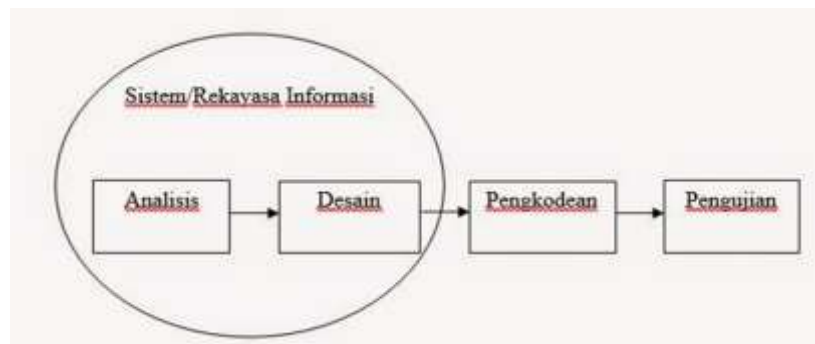 Sistem/Rekayasa Informasi
Analisis
Desain
Pengkodean
Pengujian